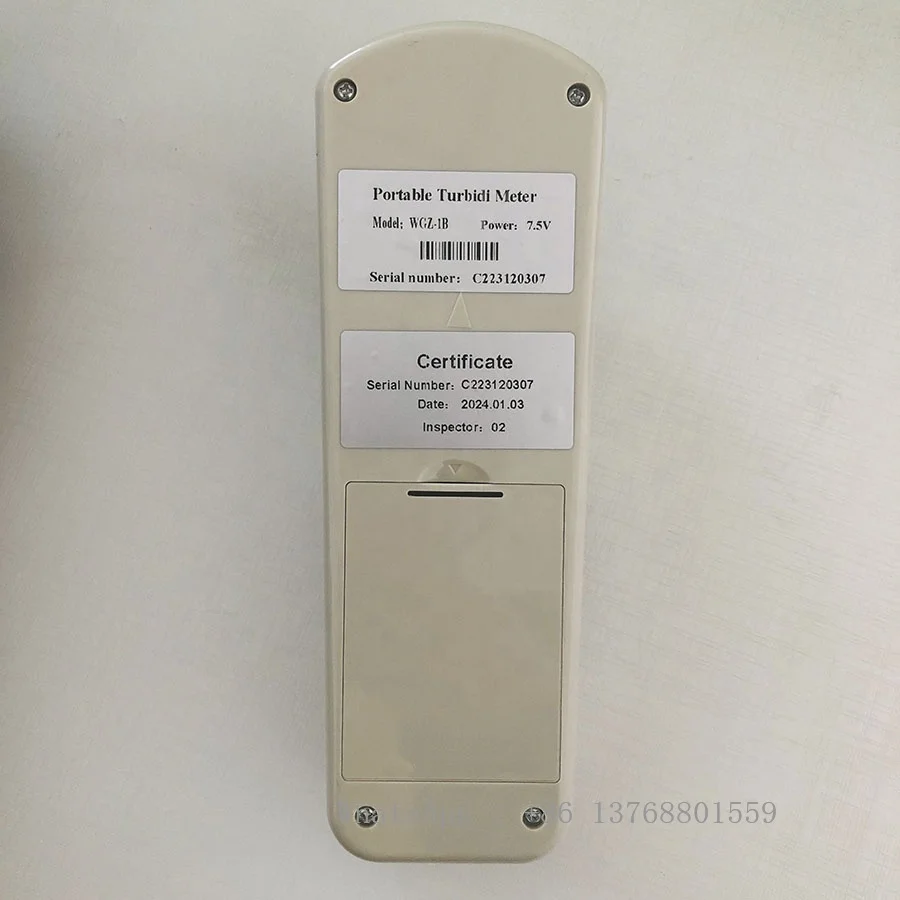 Portable Turbidi Meter
Model: WGZ-1B Power: 7.5V
Serial number: C223120307
Certificate
Serial Number: C223120307
Date: 2024.01.03
Inspector: 02
13768801559